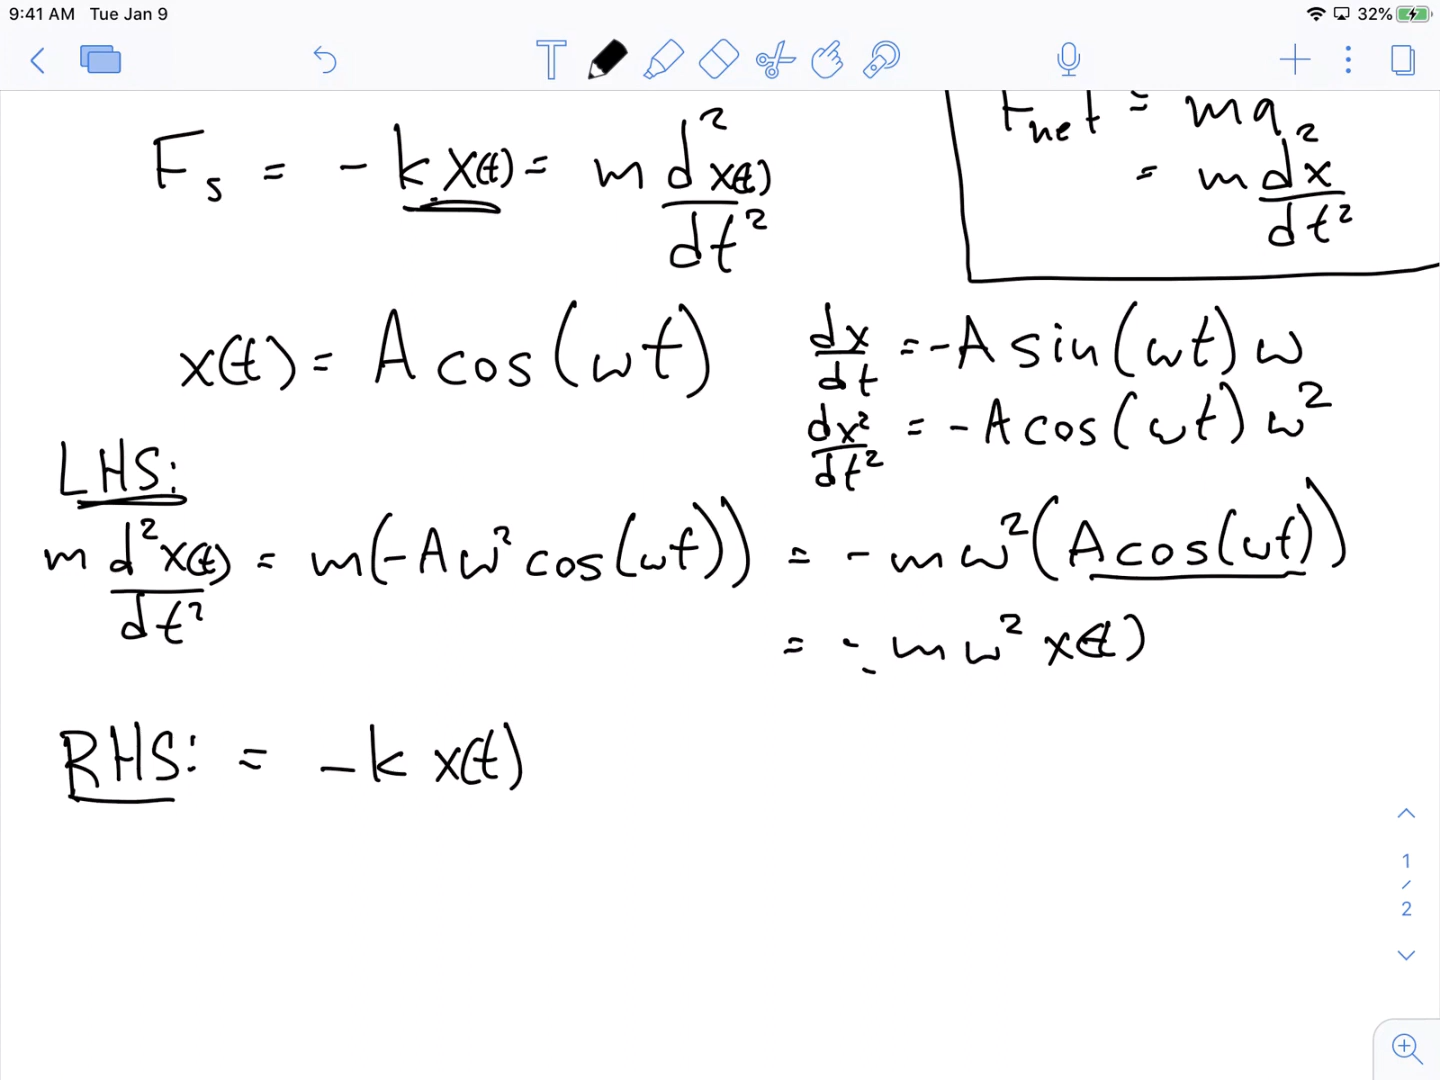 9:41 AM Tue Jan 9
32%
T
F_s = - k x(t) = m d²x(t)/dt²
F_net = ma
= m d²x/dt²
x(t) = A cos(ωt)
dx/dt = -A sin(ωt) ω
dx²/dt² = -A cos(ωt) ω²
LHS:
m d²x(t)/dt² = m(-Aω² cos(ωt)) = -mω²(A cos(ωt))
= -mω² x(t)
RHS: = -k x(t)
1
/
2